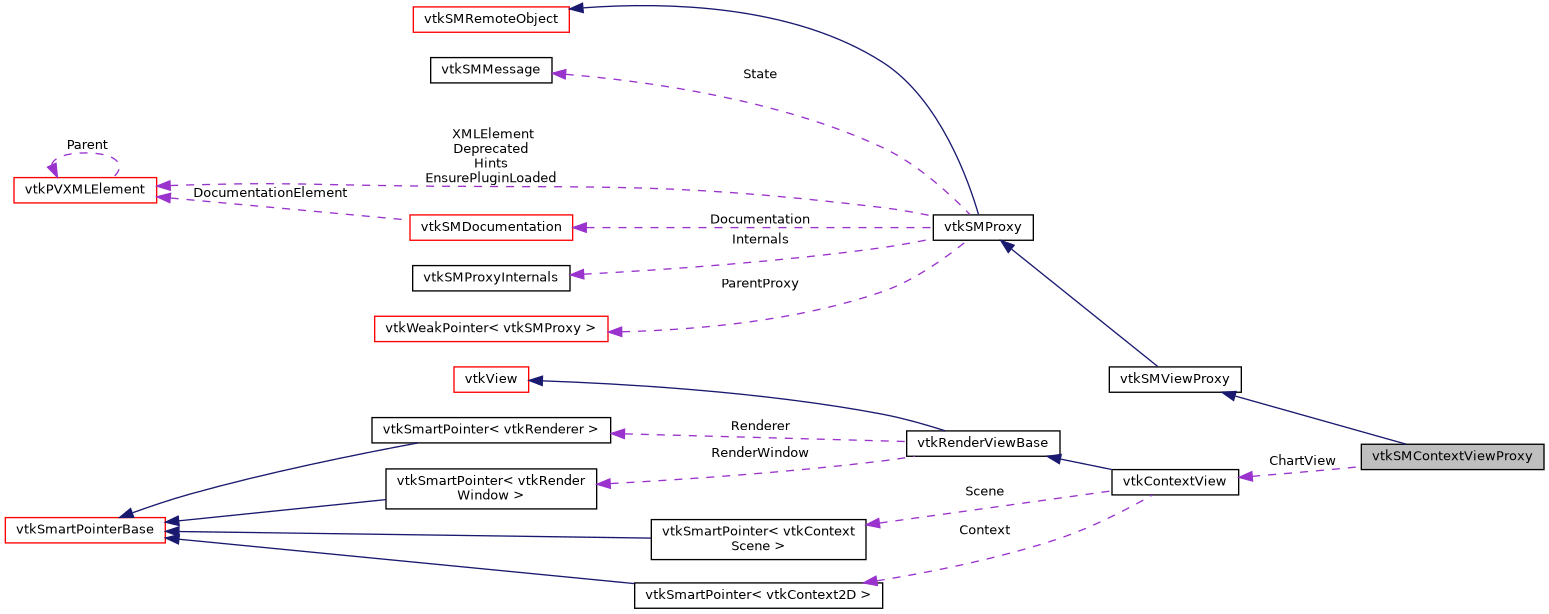 vtkSMRemoteObject
vtkSMMessage
State
XMLElement
Deprecated
Hints
EnsurePluginLoaded
Parent
vtkPVXMLElement
DocumentationElement
vtkSMDocumentation
Documentation
vtkSMProxy
Internals
vtkSMProxyInternals
ParentProxy
vtkWeakPointer< vtkSMProxy >
vtkView
vtkSMViewProxy
vtkSmartPointer< vtkRenderer >
Renderer
vtkRenderViewBase
RenderWindow
vtkSMContextViewProxy
ChartView
vtkSmartPointer< vtkRender
Window >
vtkContextView
Scene
vtkSmartPointerBase
vtkSmartPointer< vtkContext
Scene >
Context
vtkSmartPointer< vtkContext2D >